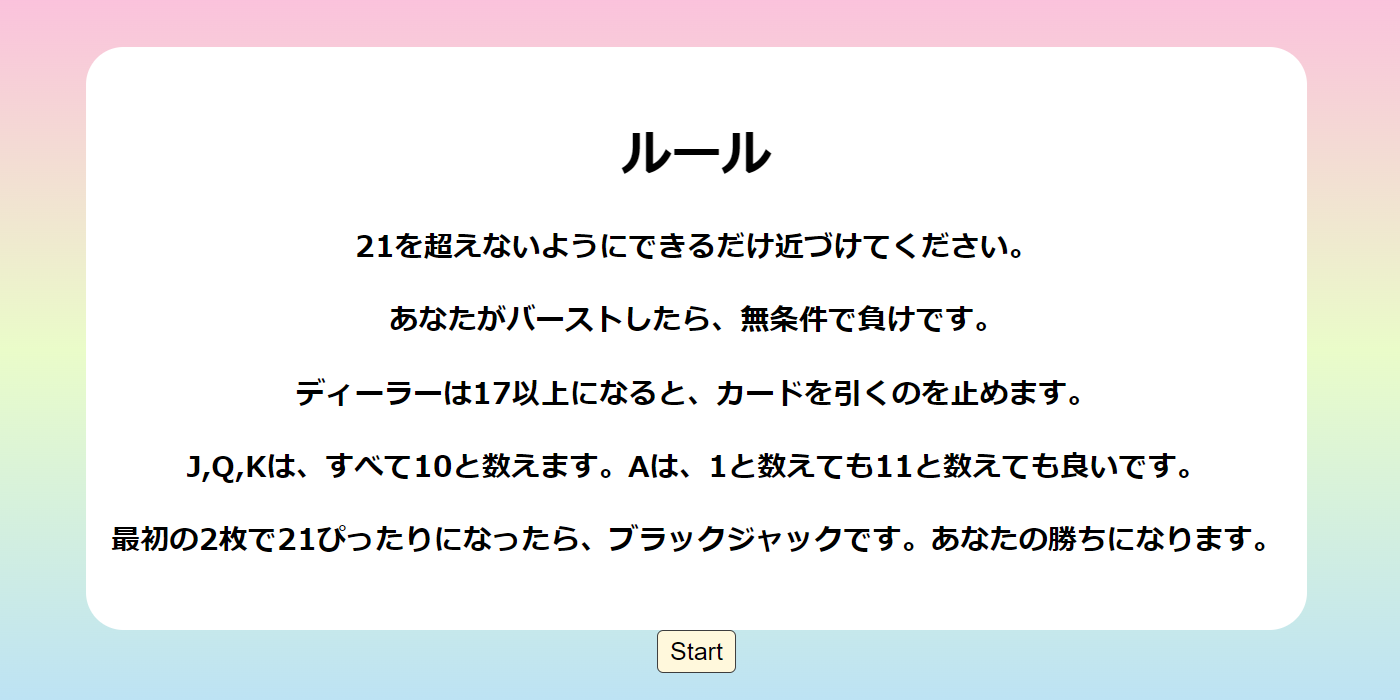 ルール
21を超えないようにできるだけ近づけてください。
あなたがバーストしたら、無条件で負けです。
ディーラーは17以上になると、カードを引くのを止めます。
J,Q,Kは、すべて10と数えます。Aは、1と数えても11と数えても良いです。
最初の2枚で21ぴったりになったら、ブラックジャックです。あなたの勝ちになります。
Start